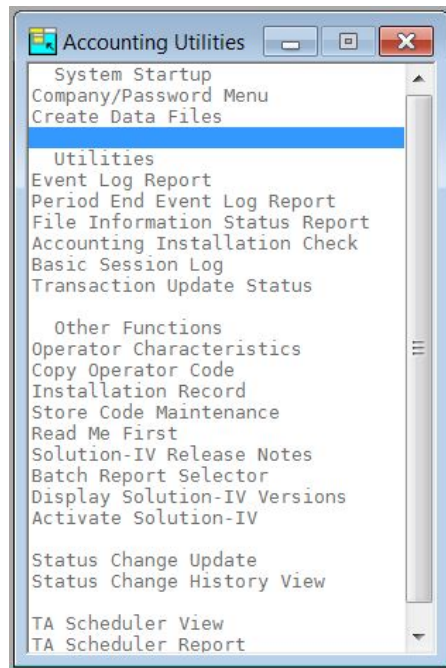 Accounting Utilities
System Startup
Company/Password Menu
Create Data Files
Utilities
Event Log Report
Period End Event Log Report
File Information Status Report
Accounting Installation Check
Basic Session Log
Transaction Update Status
Other Functions
Operator Characteristics
Copy Operator Code
Installation Record
Store Code Maintenance
Read Me First
Solution-IV Release Notes
Batch Report Selector
Display Solution-IV Versions
Activate Solution-IV
Status Change Update
Status Change History View
TA Scheduler View
TA Scheduler Report